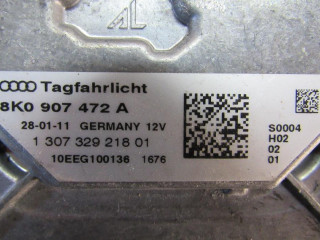 AL
Tagfahrlicht
8K0 907 472 A
28-01-11 GERMANY 12V
1 307 329 218 01
10EEG100136 1676
S0004
H02
02
01